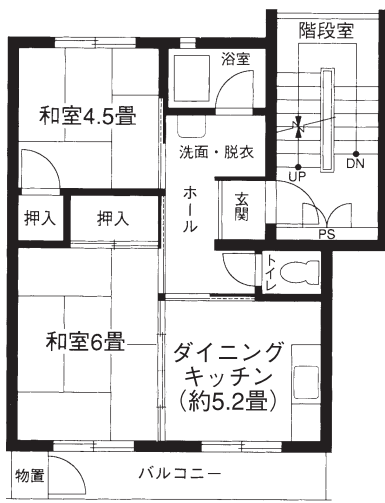 階段室
浴室
和室4.5畳
洗面・脱衣
DN
UP
ホール
玄関
押入
押入
PS
トイレ
和室6畳
ダイニング
キッチン
(約5.2畳)
物置
バルコニー